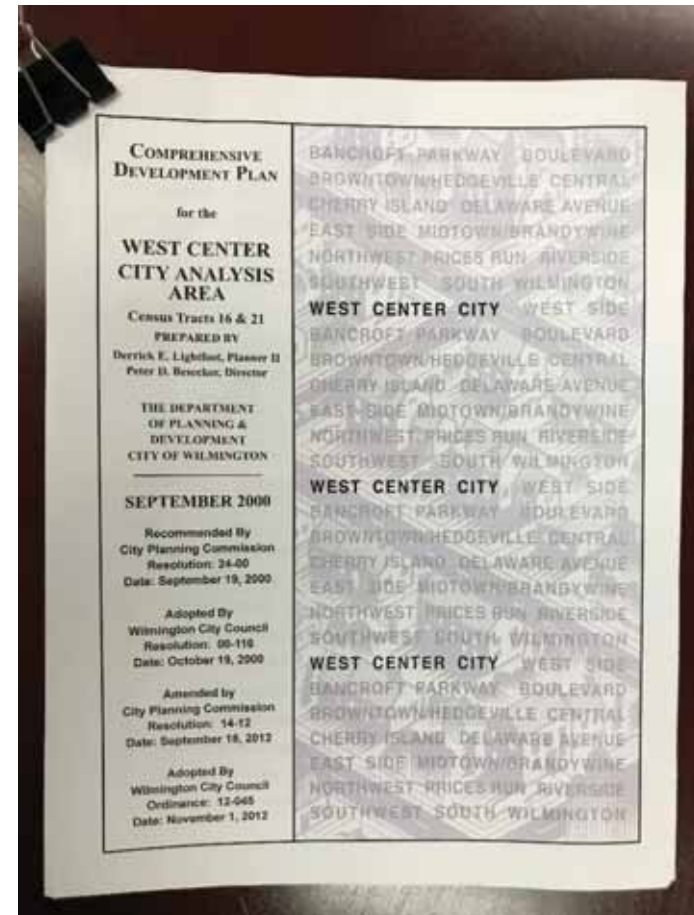 COMPREHENSIVE
DEVELOPMENT PLAN
for the
WEST CENTER
CITY ANALYSIS
AREA
Census Tracts 16 & 21
PREPARED BY
Derrick E. Lightfoot, Planner II
Peter D. Besecker, Director
THE DEPARTMENT
OF PLANNING &
DEVELOPMENT
CITY OF WILMINGTON
SEPTEMBER 2000
Recommended By
City Planning Commission
Resolution: 24-00
Date: September 19, 2000
Adopted By
Wilmington City Council
Resolution: 00-116
Date: October 19, 2000
Amended by
City Planning Commission
Resolution: 14-12
Date: September 18, 2012
Adopted By
Wilmington City Council
Ordinance: 12-045
Date: November 1, 2012
BANCROFT PARKWAY BOULEVARD
BROWNTOWN/HEDGEVILLE CENTRAL
CHERRY ISLAND DELAWARE AVENUE
EAST SIDE MIDTOWN/BRANDYWINE
NORTHWEST PRICES RUN RIVERSIDE
SOUTHWEST SOUTH WILMINGTON
WEST CENTER CITY WEST SIDE
BANCROFT PARKWAY BOULEVARD
BROWNTOWN/HEDGEVILLE CENTRAL
CHERRY ISLAND DELAWARE AVENUE
EAST SIDE MIDTOWN/BRANDYWINE
NORTHWEST PRICES RUN RIVERSIDE
SOUTHWEST SOUTH WILMINGTON
WEST CENTER CITY WEST SIDE
BANCROFT PARKWAY BOULEVARD
BROWNTOWN/HEDGEVILLE CENTRAL
CHERRY ISLAND DELAWARE AVENUE
EAST SIDE MIDTOWN/BRANDYWINE
NORTHWEST PRICES RUN RIVERSIDE
SOUTHWEST SOUTH WILMINGTON
WEST CENTER CITY WEST SIDE
BANCROFT PARKWAY BOULEVARD
BROWNTOWN/HEDGEVILLE CENTRAL
CHERRY ISLAND DELAWARE AVENUE
EAST SIDE MIDTOWN/BRANDYWINE
NORTHWEST PRICES RUN RIVERSIDE
SOUTHWEST SOUTH WILMINGTON